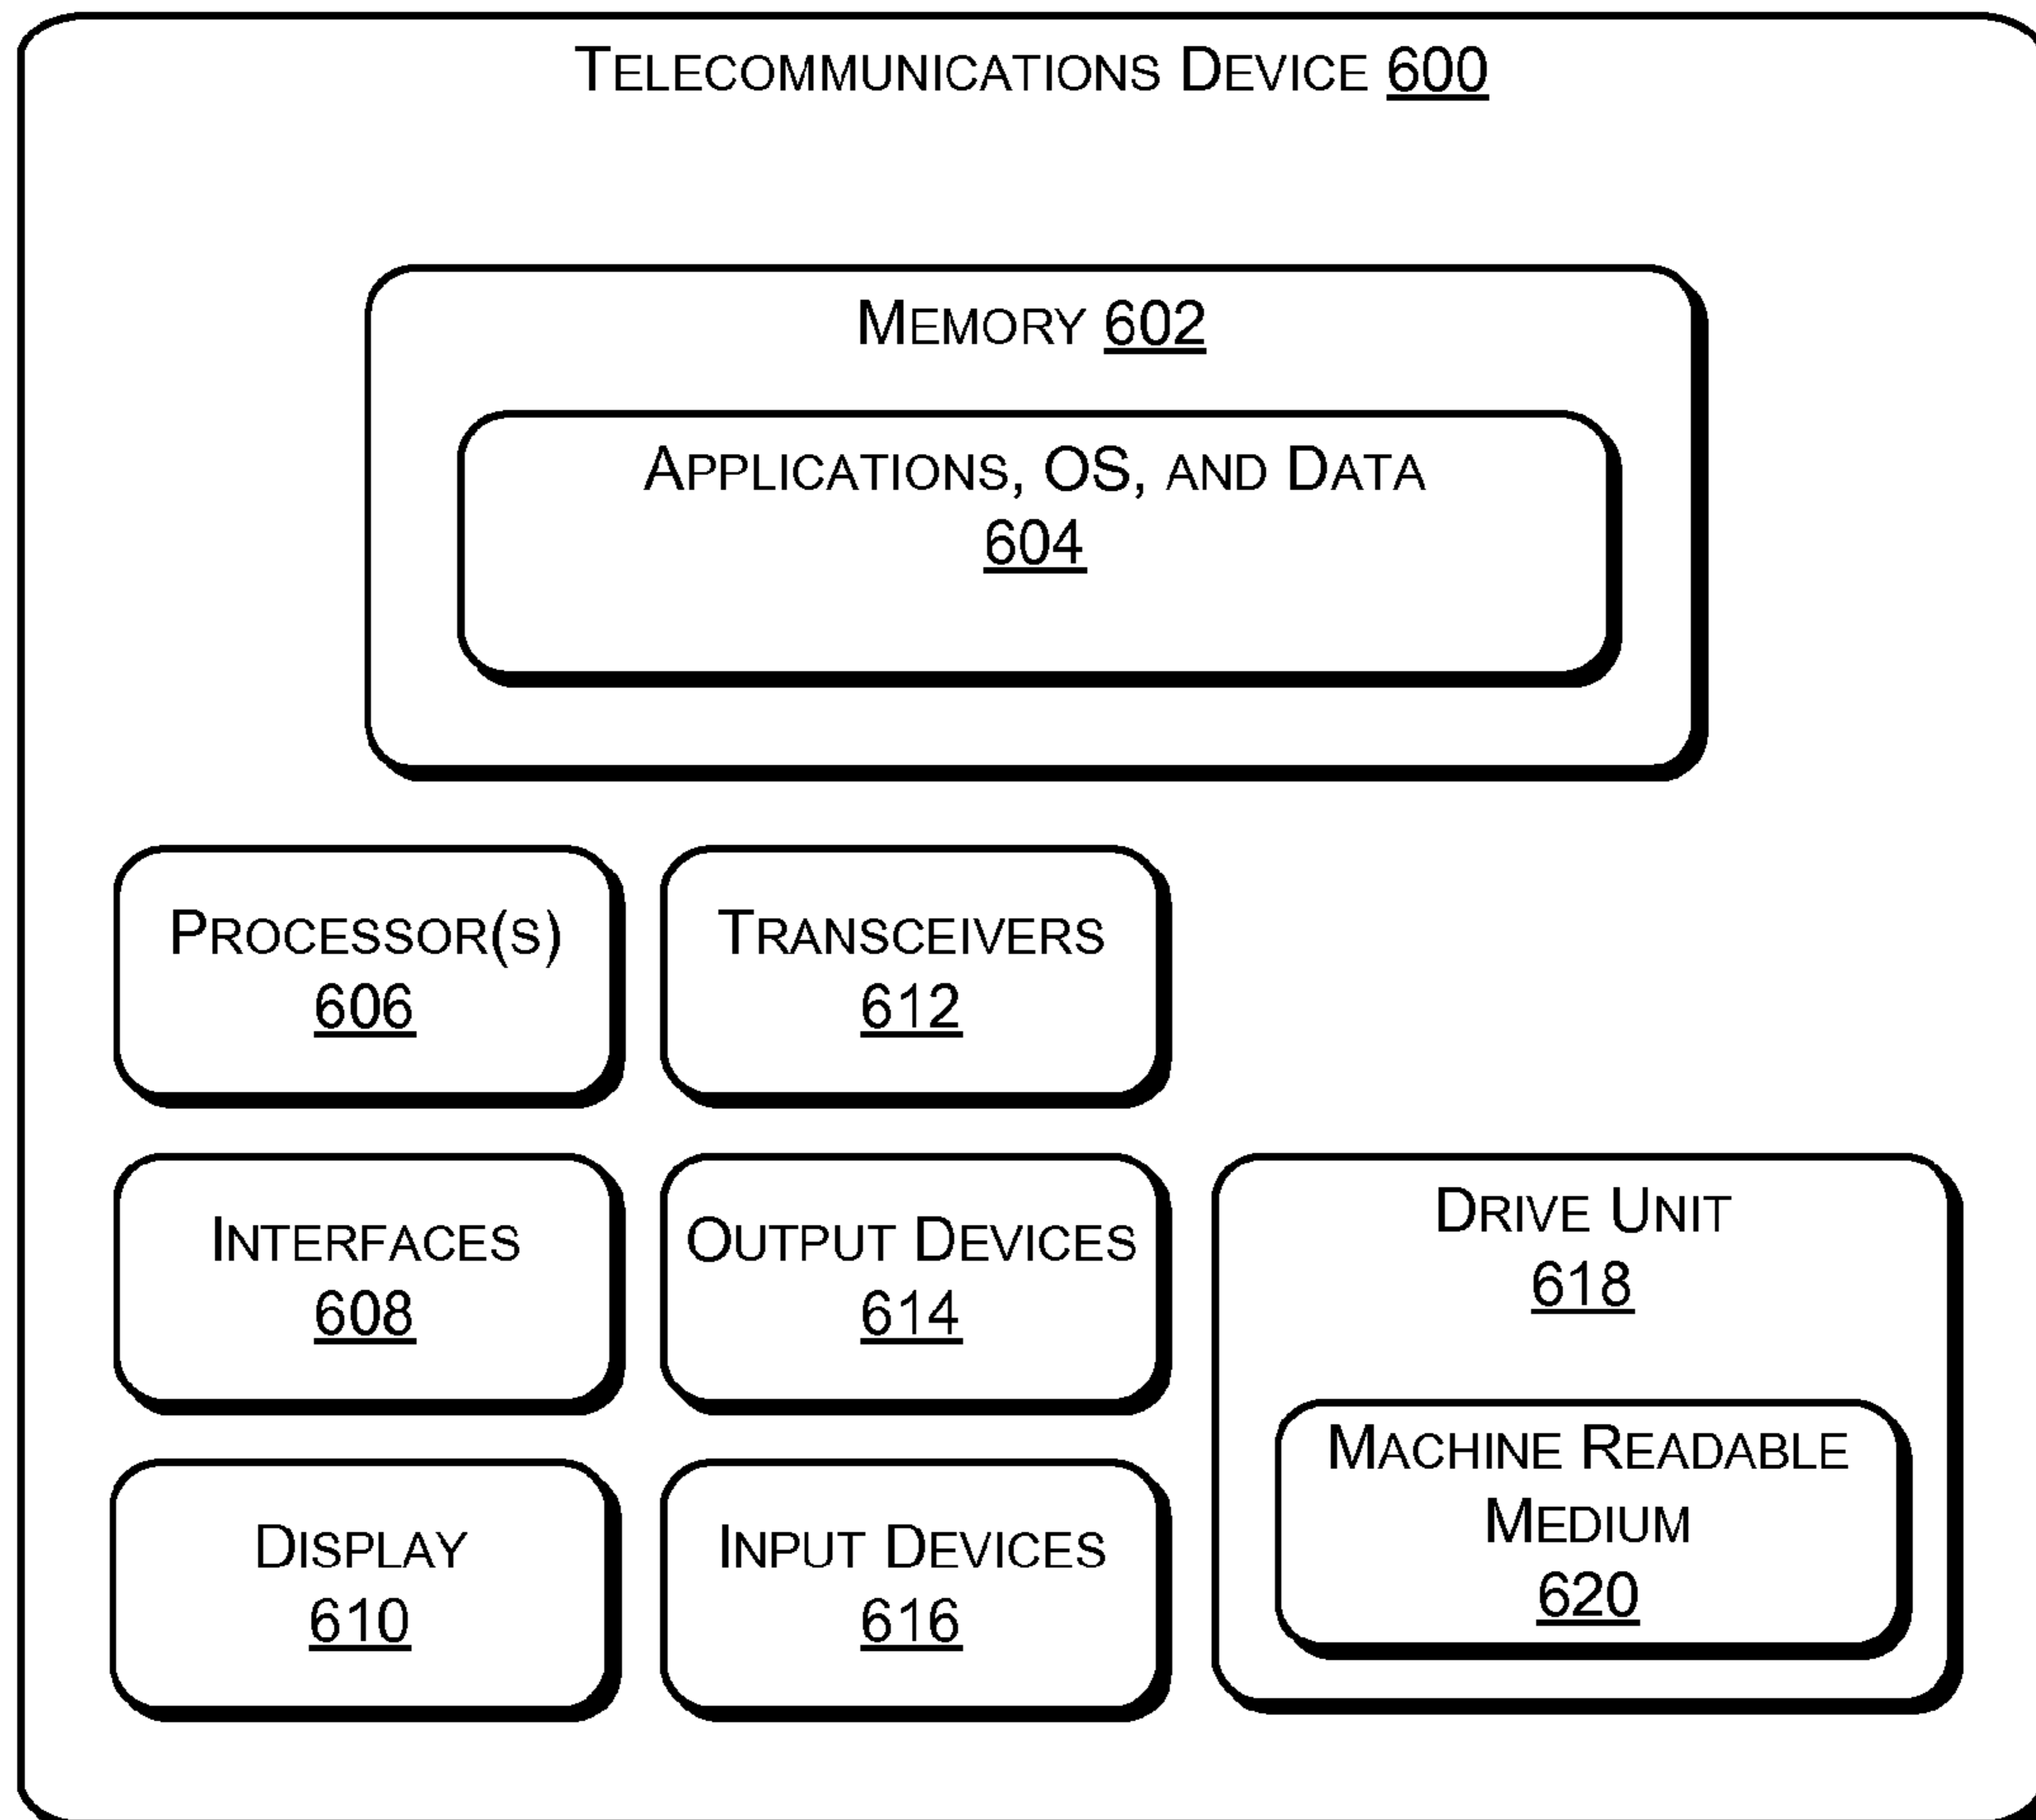 TELECOMMUNICATIONS DEVICE 600
MEMORY 602
APPLICATIONS, OS, AND DATA
604
PROCESSOR(S)
606
TRANSCEIVERS
612
INTERFACES
608
OUTPUT DEVICES
614
DRIVE UNIT
618
MACHINE READABLE
MEDIUM
620
DISPLAY
610
INPUT DEVICES
616